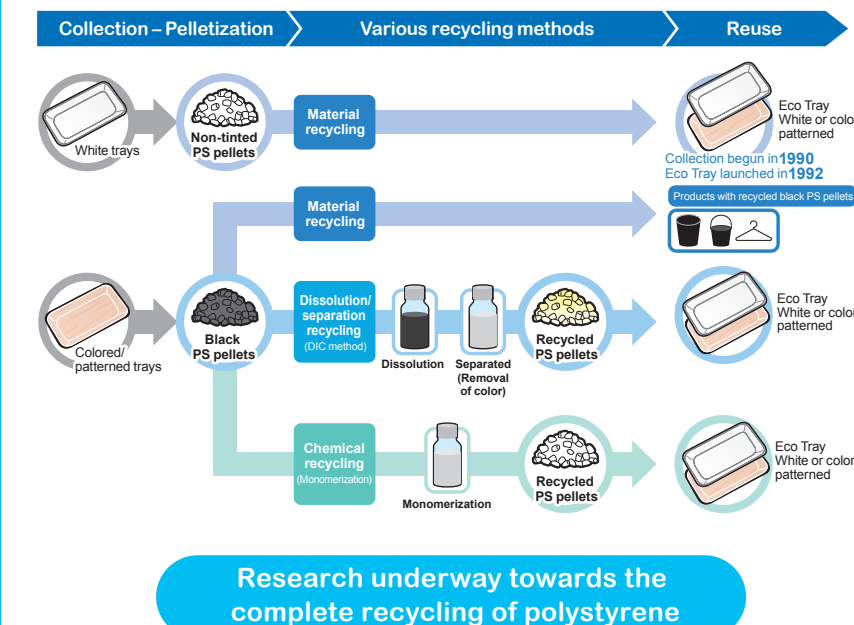 Collection – Pelletization
Various recycling methods
Reuse
White trays
Non-tinted
PS pellets
Material
recycling
Eco Tray
White or color
patterned
Collection begun in 1990
Eco Tray launched in 1992
Material
recycling
Products with recycled black PS pellets
Colored/
patterned trays
Black
PS pellets
Dissolution/
separation
recycling
(DIC method)
Dissolution
Separated
(Removal
of color)
Recycled
PS pellets
Eco Tray
White or color
patterned
Chemical
recycling
(Monomerization)
Monomerization
Recycled
PS pellets
Eco Tray
White or color
patterned
Research underway towards the
complete recycling of polystyrene